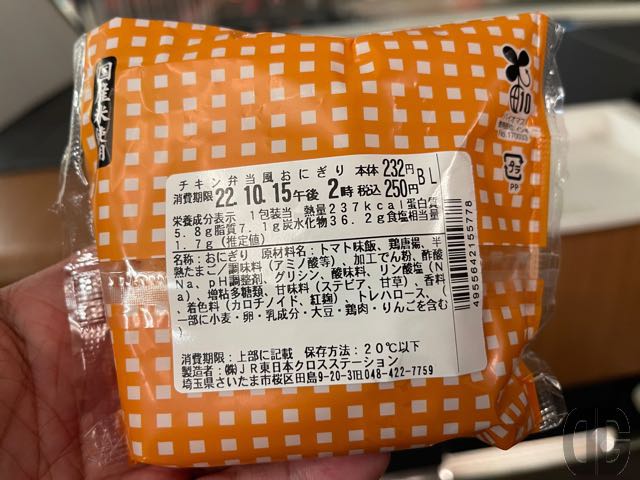 国産米使用
バイオマス
No.170003
プラ
PP
チキン弁当風おにぎり 本体 232円
消費期限 22.10.15午後 2時 税込 250円 BL
栄養成分表示 1包装当 熱量237kcal蛋白質
5.8g脂質7.1g炭水化物36.2g食塩相当量
1.7g(推定値)
名称:おにぎり 原材料名:トマト味飯、鶏唐揚、半
熟たまご/調味料(アミノ酸等)、加工でん粉、酢酸
Na、pH調整剤、グリシン、酸味料、リン酸塩(N
a)、増粘多糖類、甘味料(ステビア、甘草)、香料
、着色料(カロチノイド、紅麹)、トレハロース、(
一部に小麦・卵・乳成分・大豆・鶏肉・りんごを含む
)
消費期限:上部に記載 保存方法:20℃以下
製造者:㈱JR東日本クロスステーション
埼玉県さいたま市桜区田島9-20-3TEL048-422-7759
4955642155778